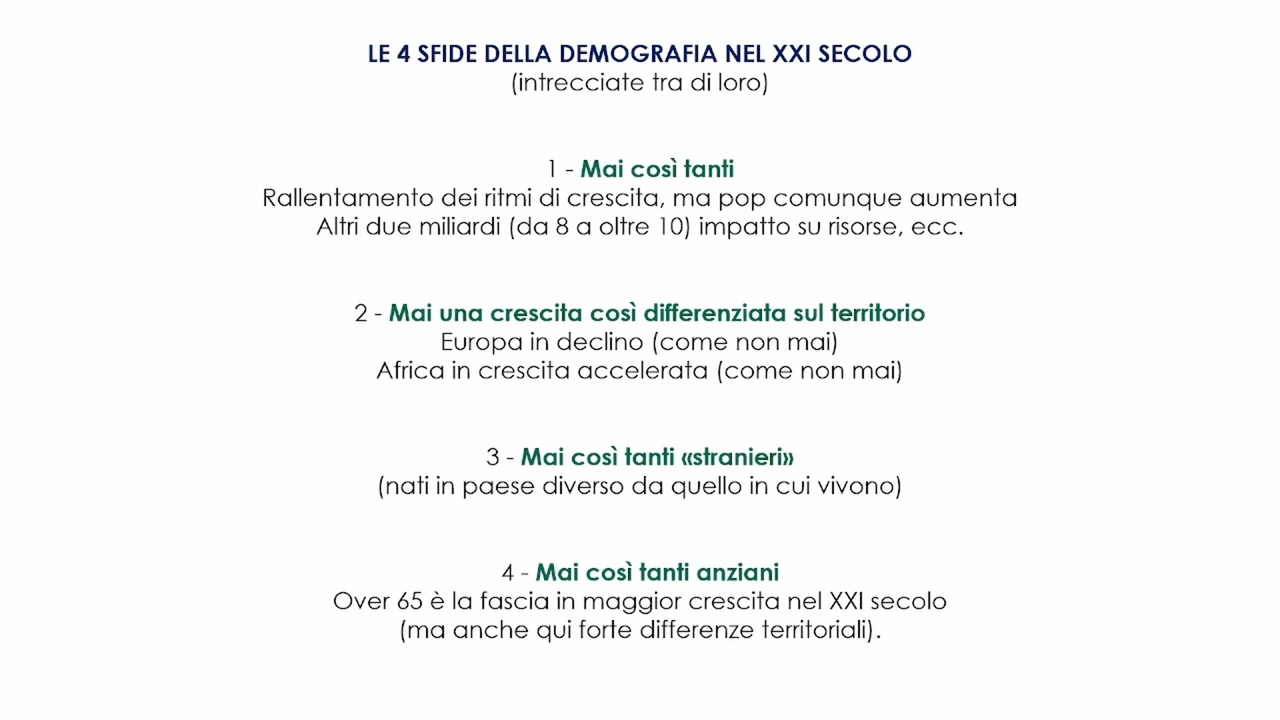 LE 4 SFIDE DELLA DEMOGRAFIA NEL XXI SECOLO
(intrecciate tra di loro)
1 - Mai così tanti
Rallentamento dei ritmi di crescita, ma pop comunque aumenta
Altri due miliardi (da 8 a oltre 10) impatto su risorse, ecc.
2 - Mai una crescita così differenziata sul territorio
Europa in declino (come non mai)
Africa in crescita accelerata (come non mai)
3 - Mai così tanti «stranieri»
(nati in paese diverso da quello in cui vivono)
4 - Mai così tanti anziani
Over 65 è la fascia in maggior crescita nel XXI secolo
(ma anche qui forte differenze territoriali).